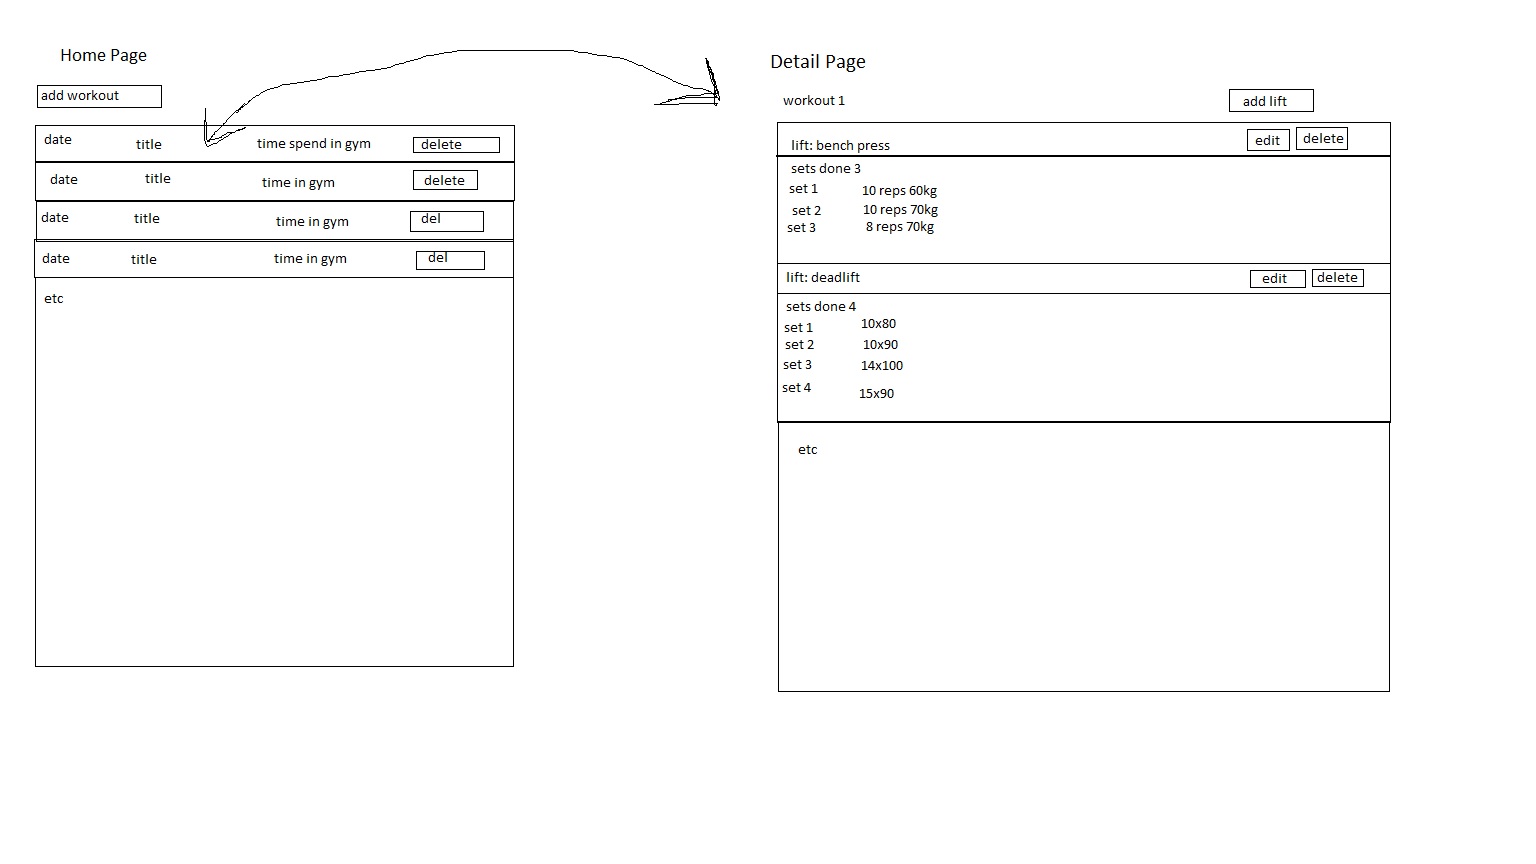 Home Page
add workout
date title time spend in gym delete
date title time in gym delete
date title time in gym del
date title time in gym del
etc
Detail Page
workout 1 add lift
lift: bench press edit delete
sets done 3
set 1 10 reps 60kg
set 2 10 reps 70kg
set 3 8 reps 70kg
lift: deadlift edit delete
sets done 4
set 1 10x80
set 2 10x90
set 3 14x100
set 4 15x90
etc